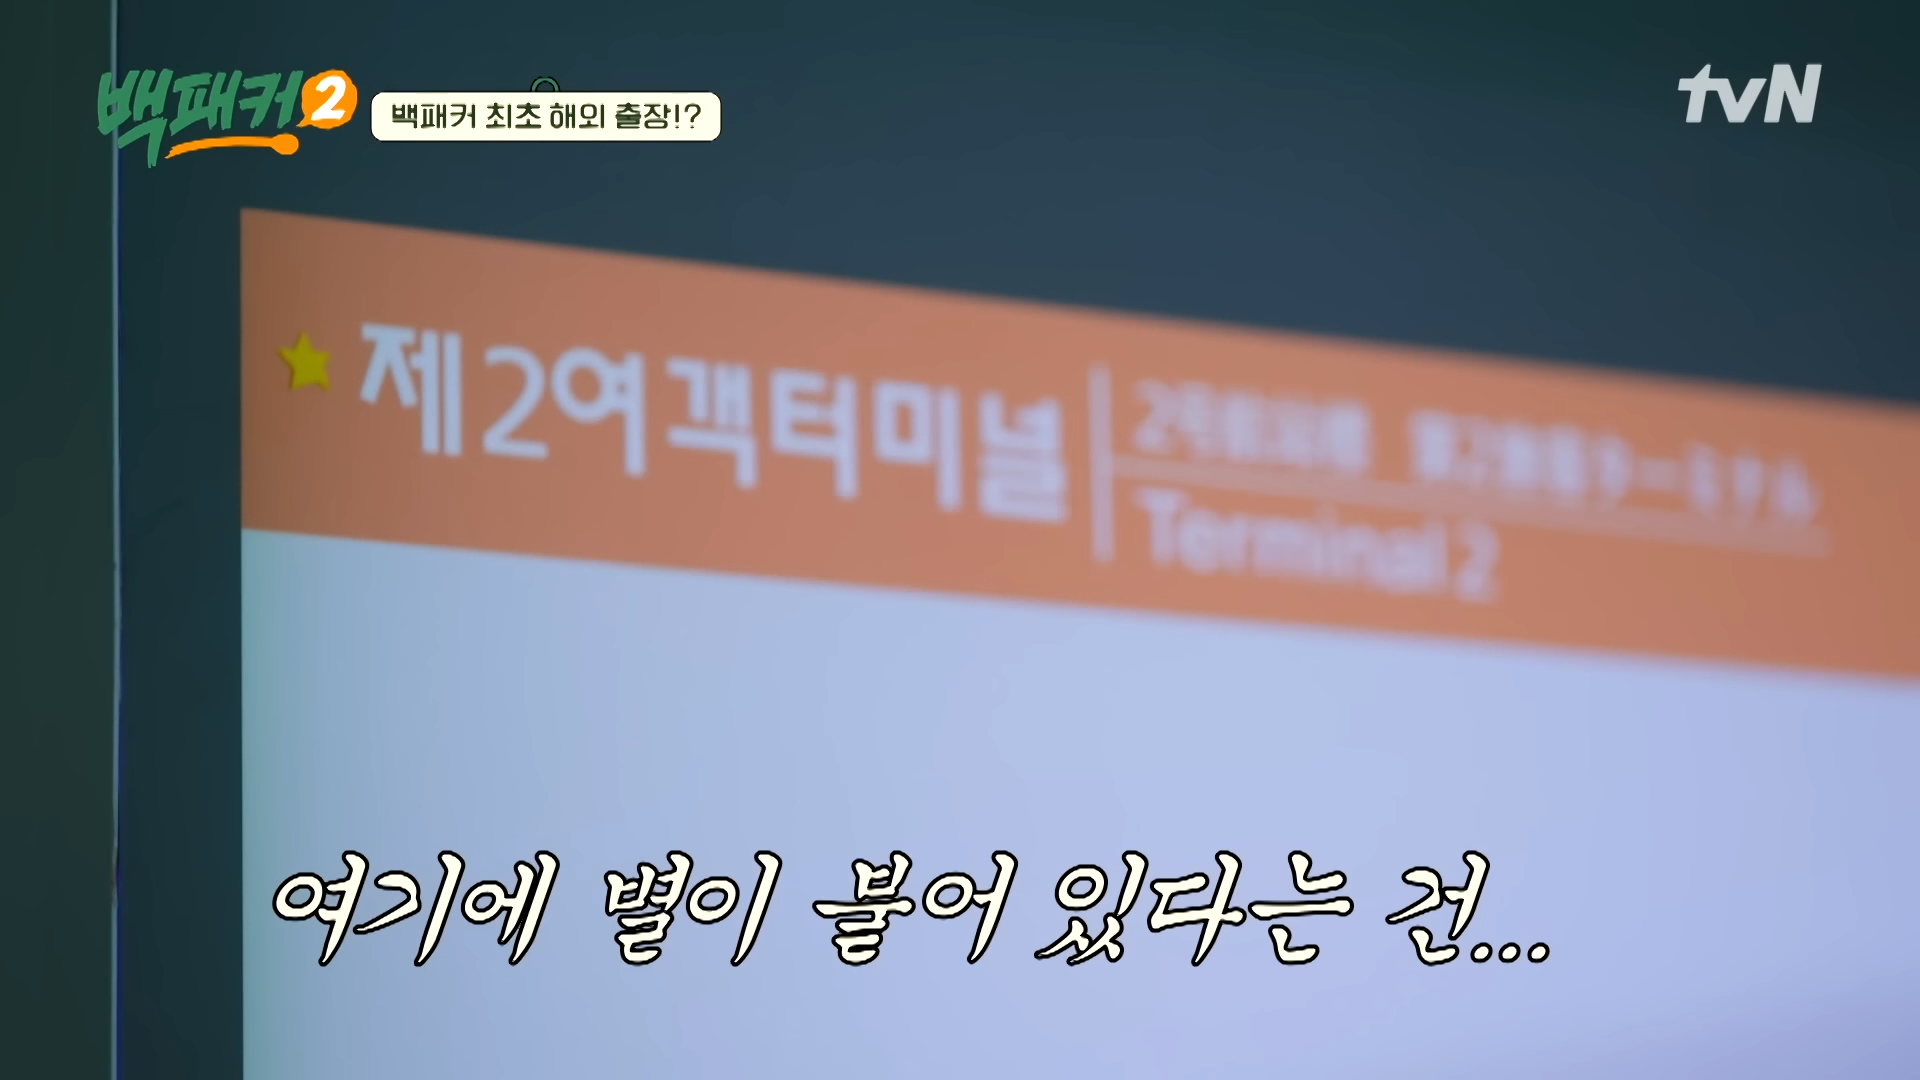 백패커2
백패커 최초 해외 출장!?
tvN
제2여객터미널
Terminal 2
여기에 별이 붙어 있다는 건...